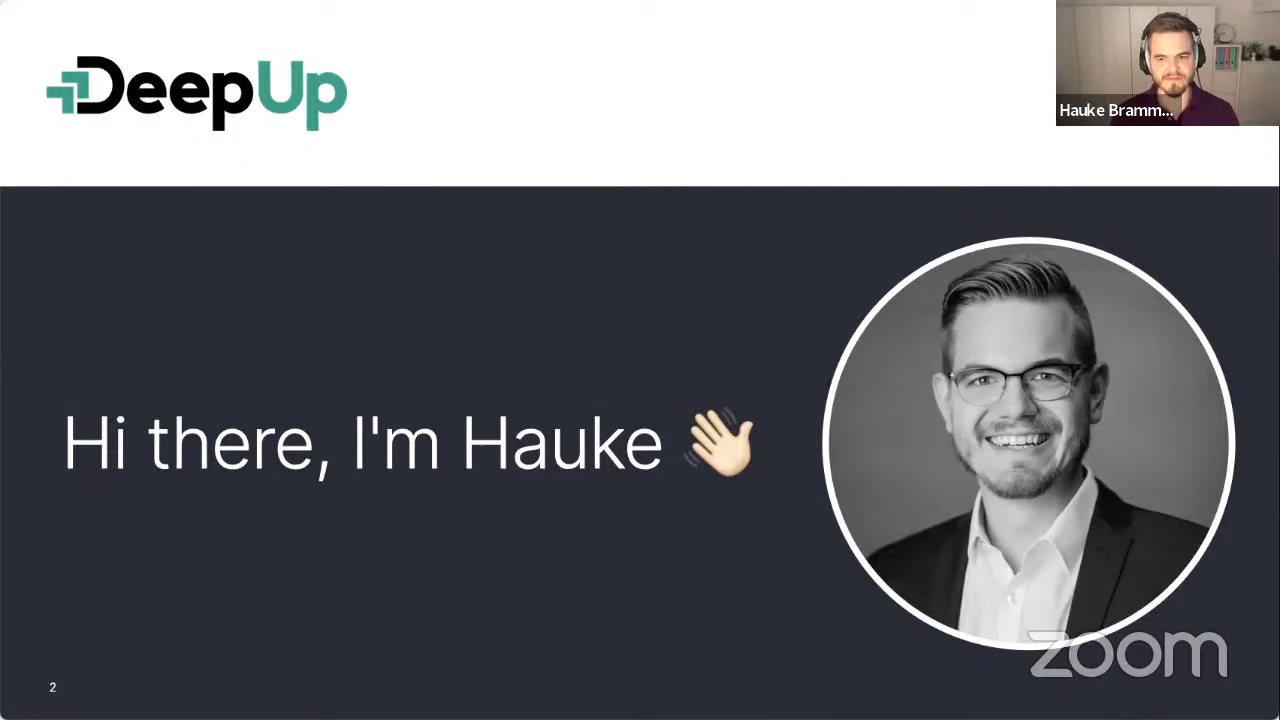 DeepUp
Hauke Bramm...
Hi there, I'm Hauke 👋🏼
zoom
2